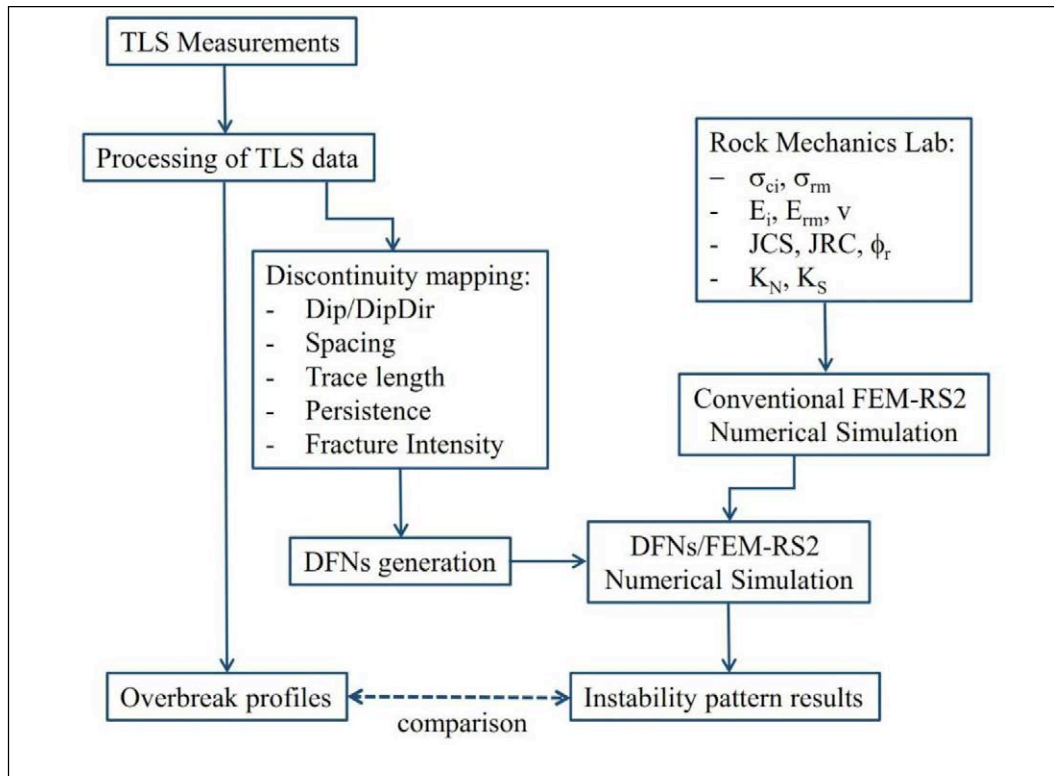 TLS Measurements
Processing of TLS data
Rock Mechanics Lab:
– σci, σrm
- Ei, Erm, v
- JCS, JRC, ϕr
- KN, KS
Discontinuity mapping:
- Dip/DipDir
- Spacing
- Trace length
- Persistence
- Fracture Intensity
Conventional FEM-RS2
Numerical Simulation
DFNs generation
DFNs/FEM-RS2
Numerical Simulation
Overbreak profiles
comparison
Instability pattern results